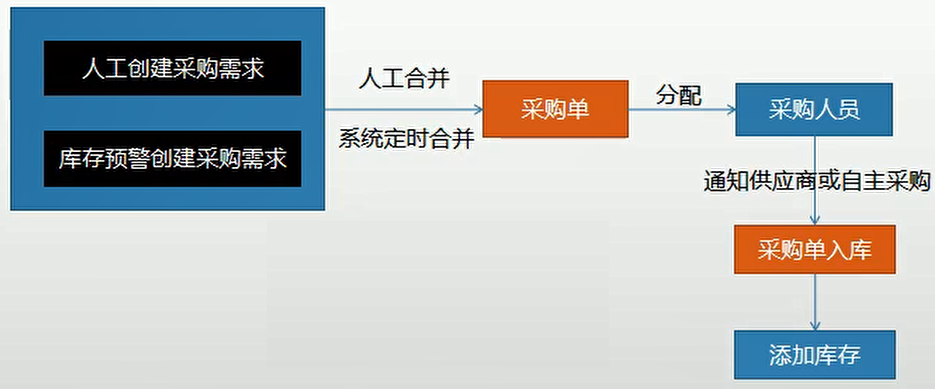 人工创建采购需求
库存预警创建采购需求
人工合并
系统定时合并
采购单
分配
采购人员
通知供应商或自主采购
采购单入库
添加库存